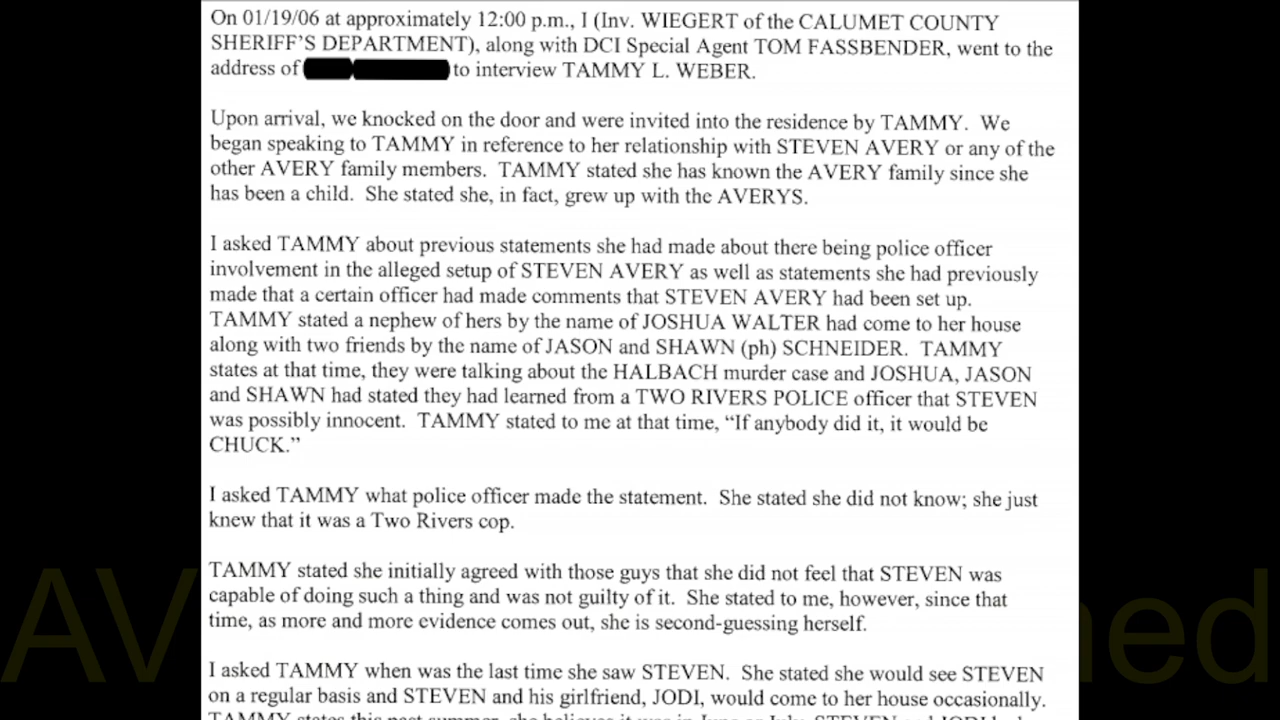 On 01/19/06 at approximately 12:00 p.m., I (Inv. WIEGERT of the CALUMET COUNTY
SHERIFF'S DEPARTMENT), along with DCI Special Agent TOM FASSBENDER, went to the
address of to interview TAMMY L. WEBER.
Upon arrival, we knocked on the door and were invited into the residence by TAMMY. We
began speaking to TAMMY in reference to her relationship with STEVEN AVERY or any of the
other AVERY family members. TAMMY stated she has known the AVERY family since she
has been a child. She stated she, in fact, grew up with the AVERYS.
I asked TAMMY about previous statements she had made about there being police officer
involvement in the alleged setup of STEVEN AVERY as well as statements she had previously
made that a certain officer had made comments that STEVEN AVERY had been set up.
TAMMY stated a nephew of hers by the name of JOSHUA WALTER had come to her house
along with two friends by the name of JASON and SHAWN (ph) SCHNEIDER. TAMMY
states at that time, they were talking about the HALBACH murder case and JOSHUA, JASON
and SHAWN had stated they had learned from a TWO RIVERS POLICE officer that STEVEN
was possibly innocent. TAMMY stated to me at that time, “If anybody did it, it would be
CHUCK.”
I asked TAMMY what police officer made the statement. She stated she did not know; she just
knew that it was a Two Rivers cop.
TAMMY stated she initially agreed with those guys that she did not feel that STEVEN was
capable of doing such a thing and was not guilty of it. She stated to me, however, since that
time, as more and more evidence comes out, she is second-guessing herself.
I asked TAMMY when was the last time she saw STEVEN. She stated she would see STEVEN
on a regular basis and STEVEN and his girlfriend, JODI, would come to her house occasionally.